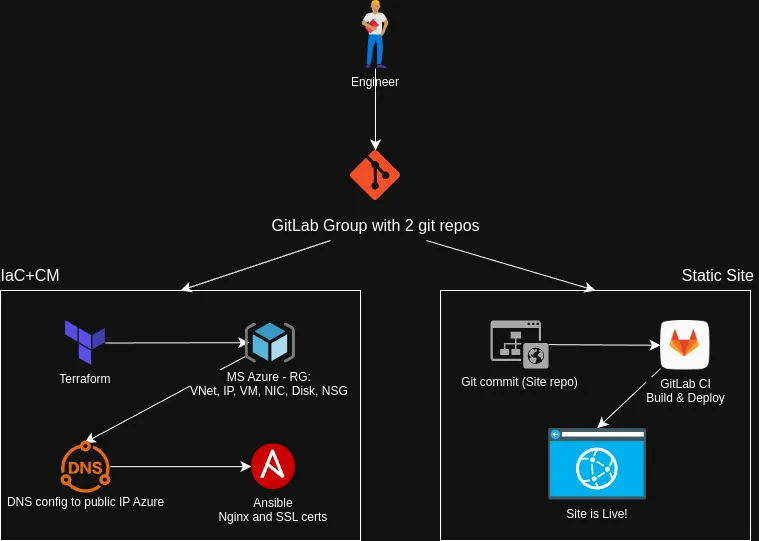 Engineer
GitLab Group with 2 git repos
IaC+CM
Static Site
Terraform
MS Azure - RG:
VNet, IP, VM, NIC, Disk, NSG
DNS
DNS config to public IP Azure
Ansible
Nginx and SSL certs
Git commit (Site repo)
GitLab CI
Build & Deploy
Site is Live!